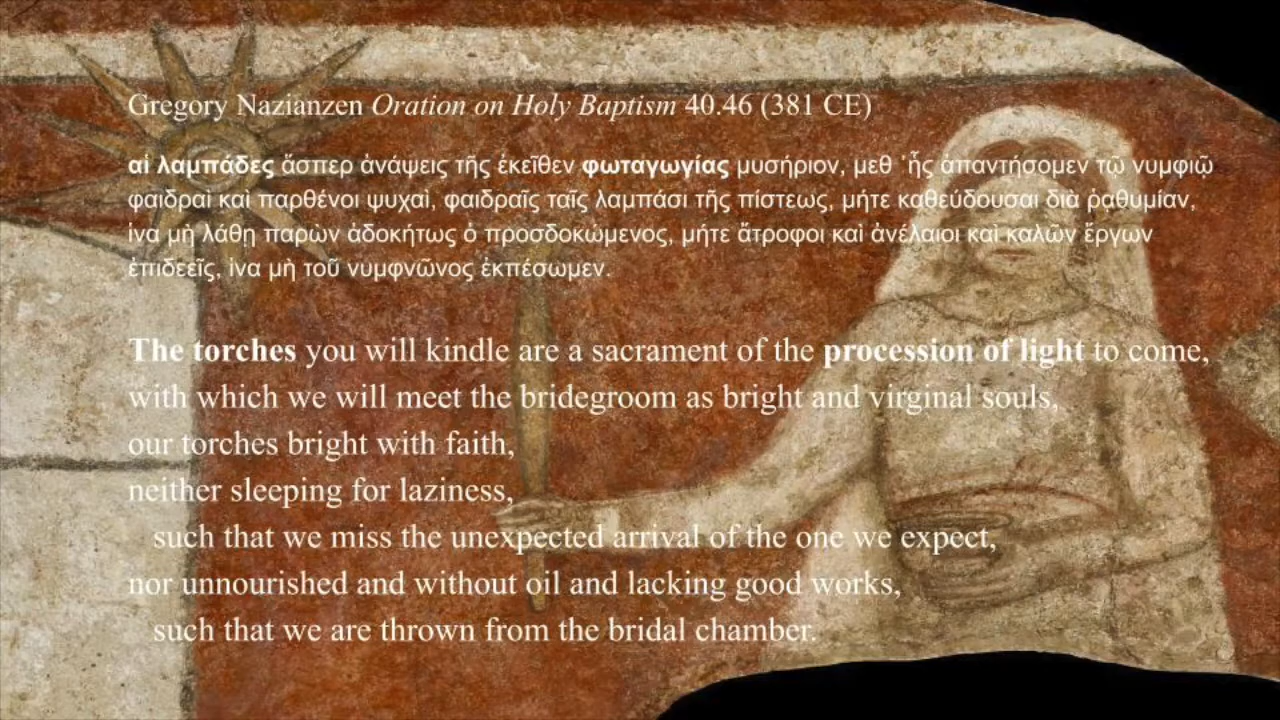 Gregory Nazianzen Oration on Holy Baptism 40.46 (381 CE)
αἱ λαμπάδες ἅσπερ ἀνάψεις τῆς ἐκεῖθεν φωταγωγίας μυσήριον, μεθ ᾿ἧς ἀπαντήσομεν τῷ νυμφιῳ
φαιδραὶ καὶ παρθένοι ψυχαὶ, φαιδραῖς ταῖς λαμπάσι τῆς πίστεως, μήτε καθεύδουσαι διὰ ῥαθυμίαν,
ἱνα μὴ λάθῃ παρὼν ἀδοκήτως ὁ προσδοκώμενος, μήτε ἄτροφοι καὶ ἀνέλαιοι καὶ καλῶν ἔργων
ἐπιδεεῖς, ἱνα μὴ τοῦ νυμφνῶνος ἐκπέσωμεν.
The torches you will kindle are a sacrament of the procession of light to come,
with which we will meet the bridegroom as bright and virginal souls,
our torches bright with faith,
neither sleeping for laziness,
such that we miss the unexpected arrival of the one we expect,
nor unnourished and without oil and lacking good works,
such that we are thrown from the bridal chamber.